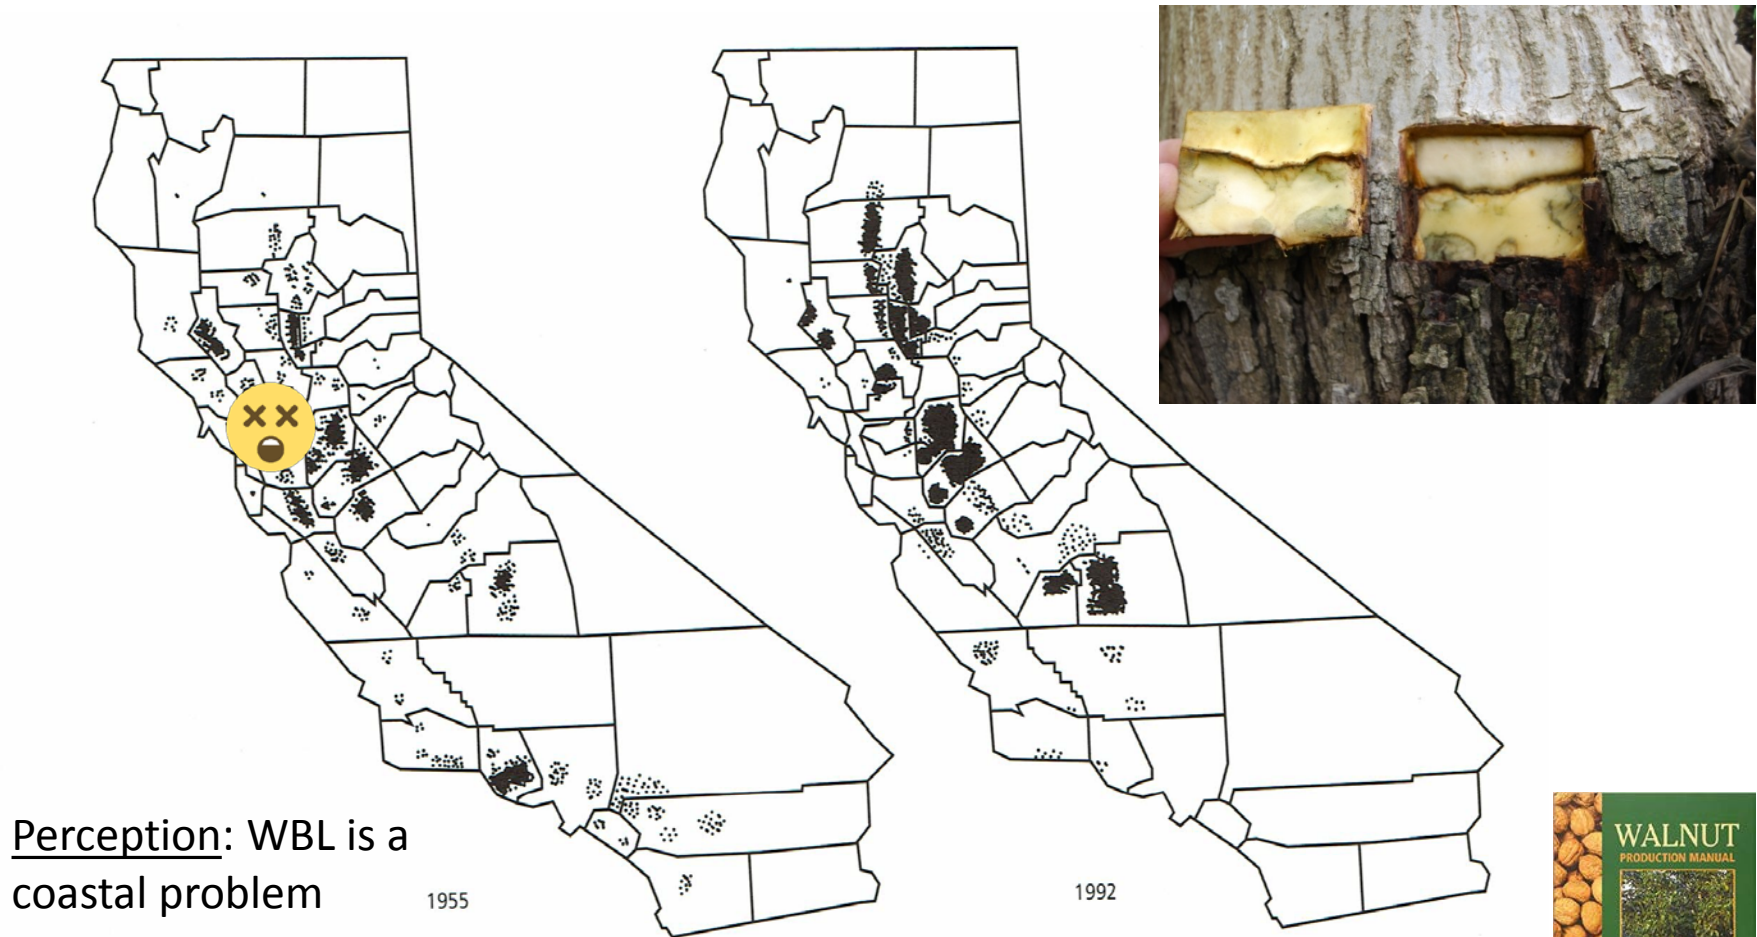 Perception: WBL is a
coastal problem
1955
1992
WALNUT
PRODUCTION MANUAL